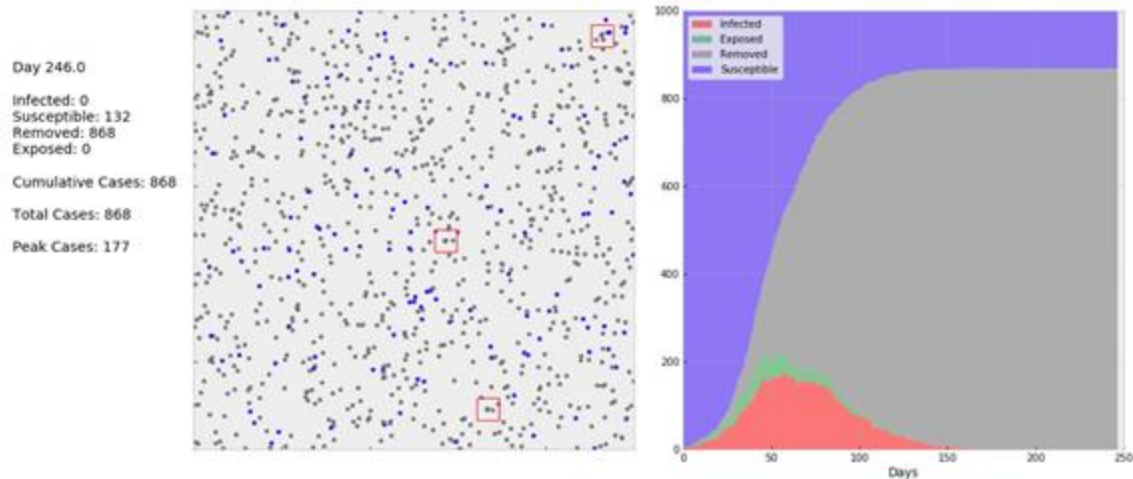 Day 246.0
Infected: 0
Susceptible: 132
Removed: 868
Exposed: 0
Cumulative Cases: 868
Total Cases: 868
Peak Cases: 177
1000
800
600
400
200
0
Infected
Exposed
Removed
Susceptible
0 50 100 150 200 250
Days